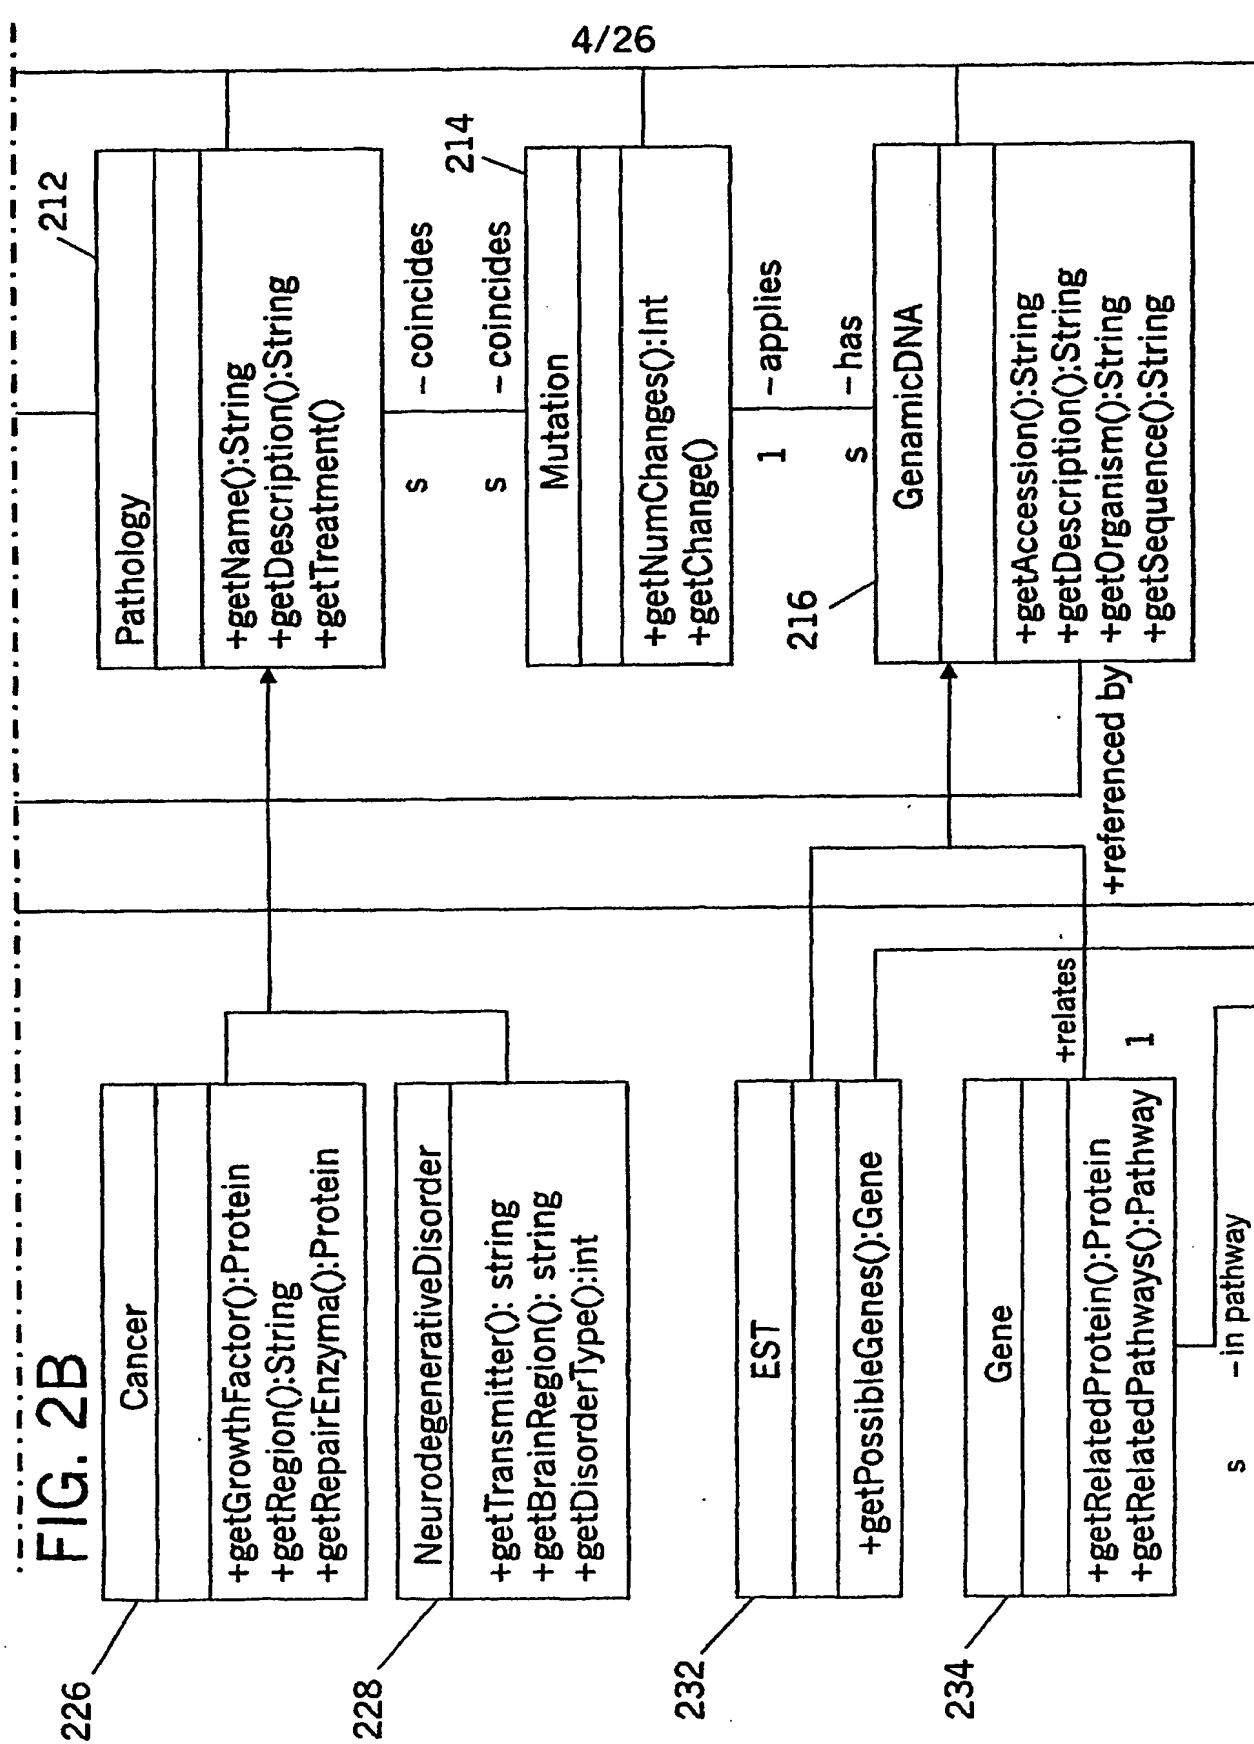 4/26
FIG. 2B
226
Cancer
+getGrowthFactor():Protein
+getRegion():String
+getRepairEnzyma():Protein
212
Pathology
+getName():String
+getDescription():String
+getTreatment()
228
NeurodegenerativeDisorder
+getTransmitter(): string
+getBrainRegion(): string
+getDisorderType():int
s -coincides
s -coincides
214
Mutation
+getNumChanges():Int
+getChange()
1 -applies
s -has
232
EST
+getPossibleGenes():Gene
216
GenamicDNA
+getAccession():String
+getDescription():String
+getOrganism():String
+getSequence():String
+referenced by
234
Gene
+getRelatedProtein():Protein
+getRelatedPathways():Pathway
+relates
1
s -in pathway